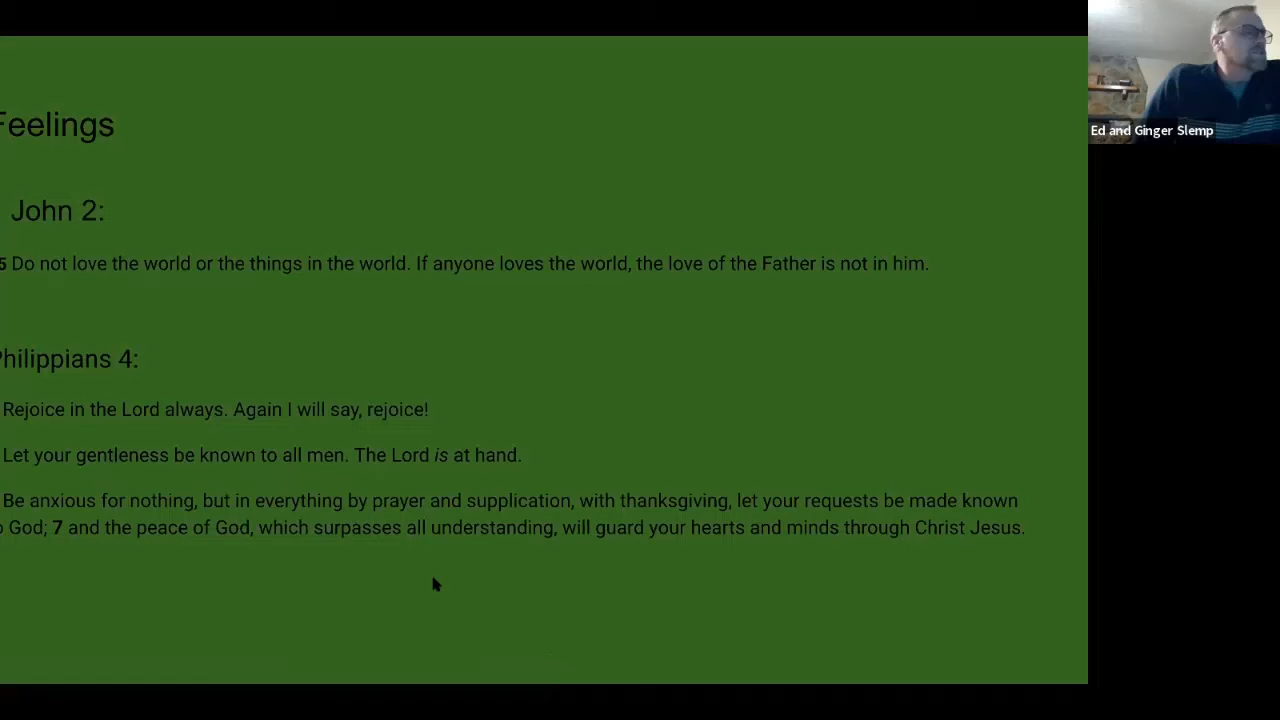 Feelings
John 2:
5 Do not love the world or the things in the world. If anyone loves the world, the love of the Father is not in him.
Philippians 4:
Rejoice in the Lord always. Again I will say, rejoice!
Let your gentleness be known to all men. The Lord is at hand.
Be anxious for nothing, but in everything by prayer and supplication, with thanksgiving, let your requests be made known
o God; 7 and the peace of God, which surpasses all understanding, will guard your hearts and minds through Christ Jesus.
Ed and Ginger Slemp